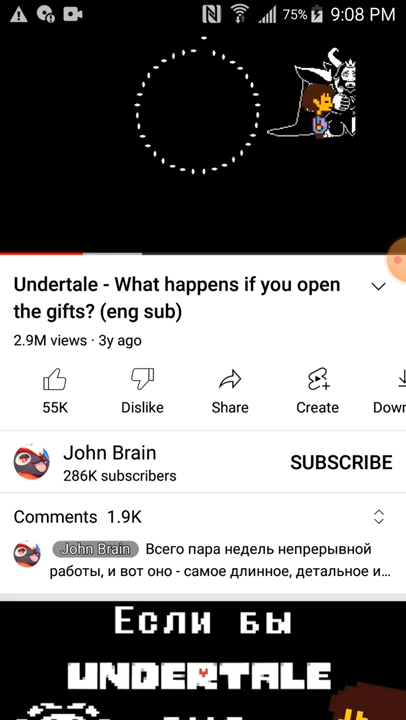 75% 9:08 PM
Undertale - What happens if you open
the gifts? (eng sub)
2.9M views · 3y ago
55K Dislike Share Create Down
John Brain
286K subscribers
SUBSCRIBE
Comments 1.9K
John Brain Всего пара недель непрерывной
работы, и вот оно - самое длинное, детальное и...
Если бы
UNDERTALE